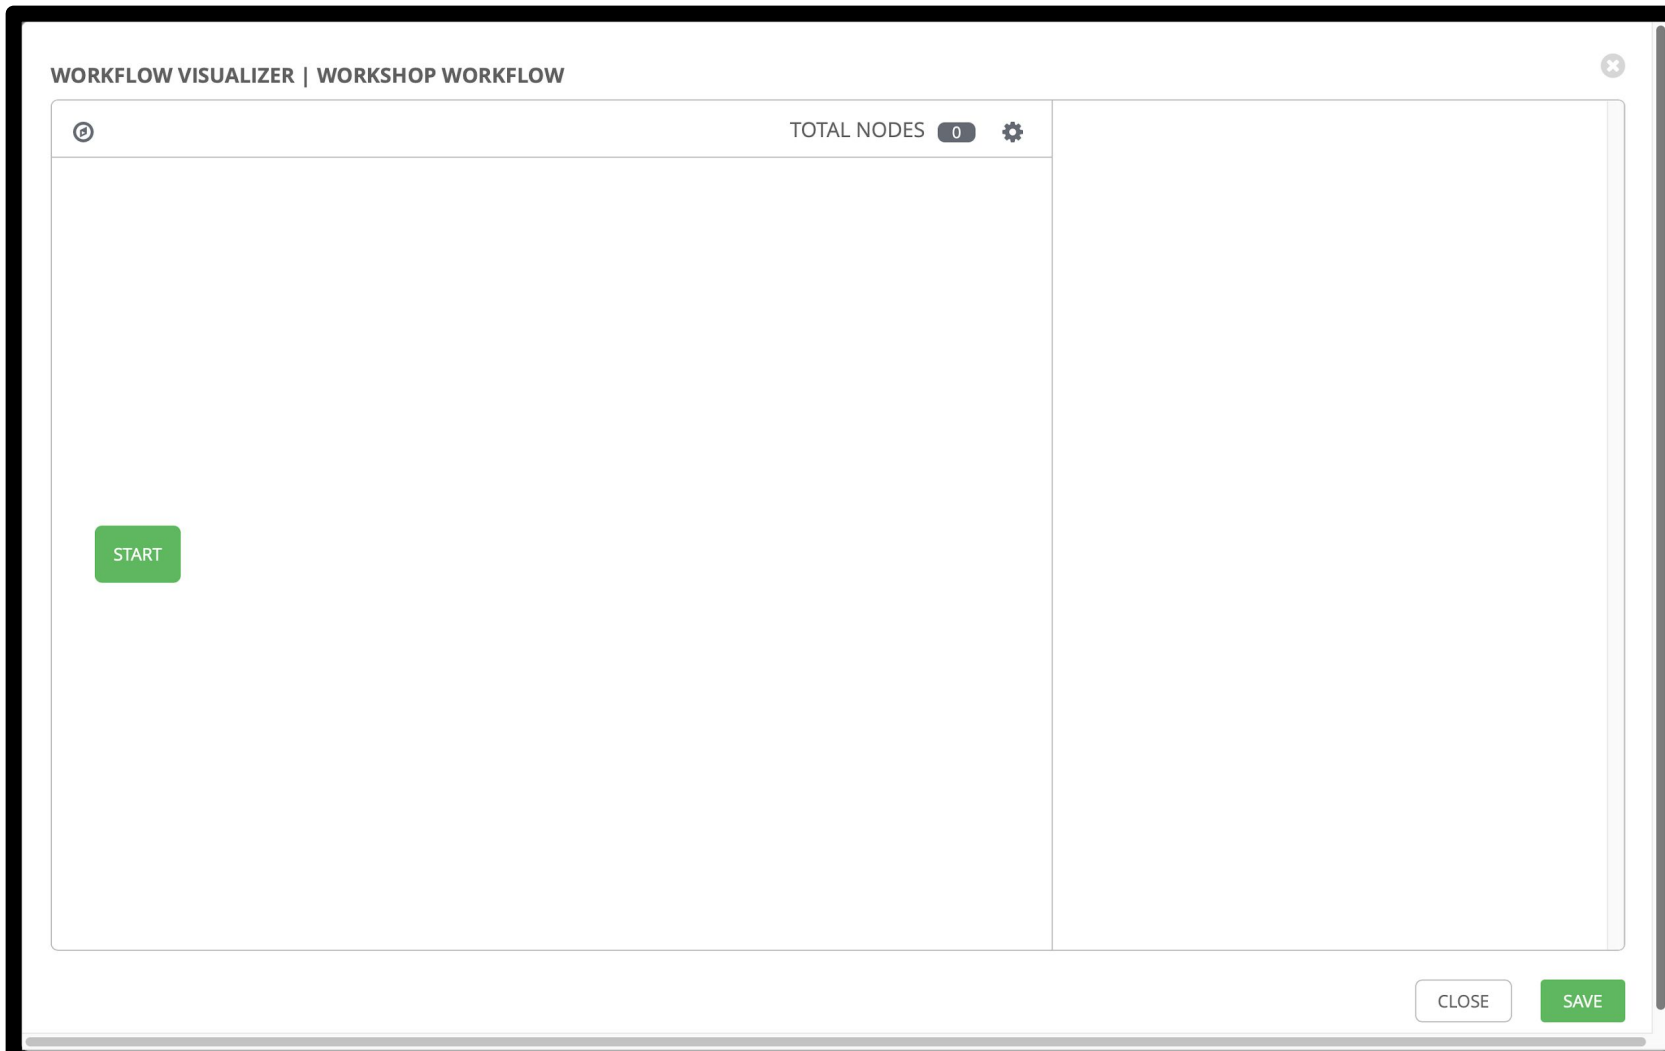 WORKFLOW VISUALIZER | WORKSHOP WORKFLOW
TOTAL NODES 0
START
CLOSE SAVE